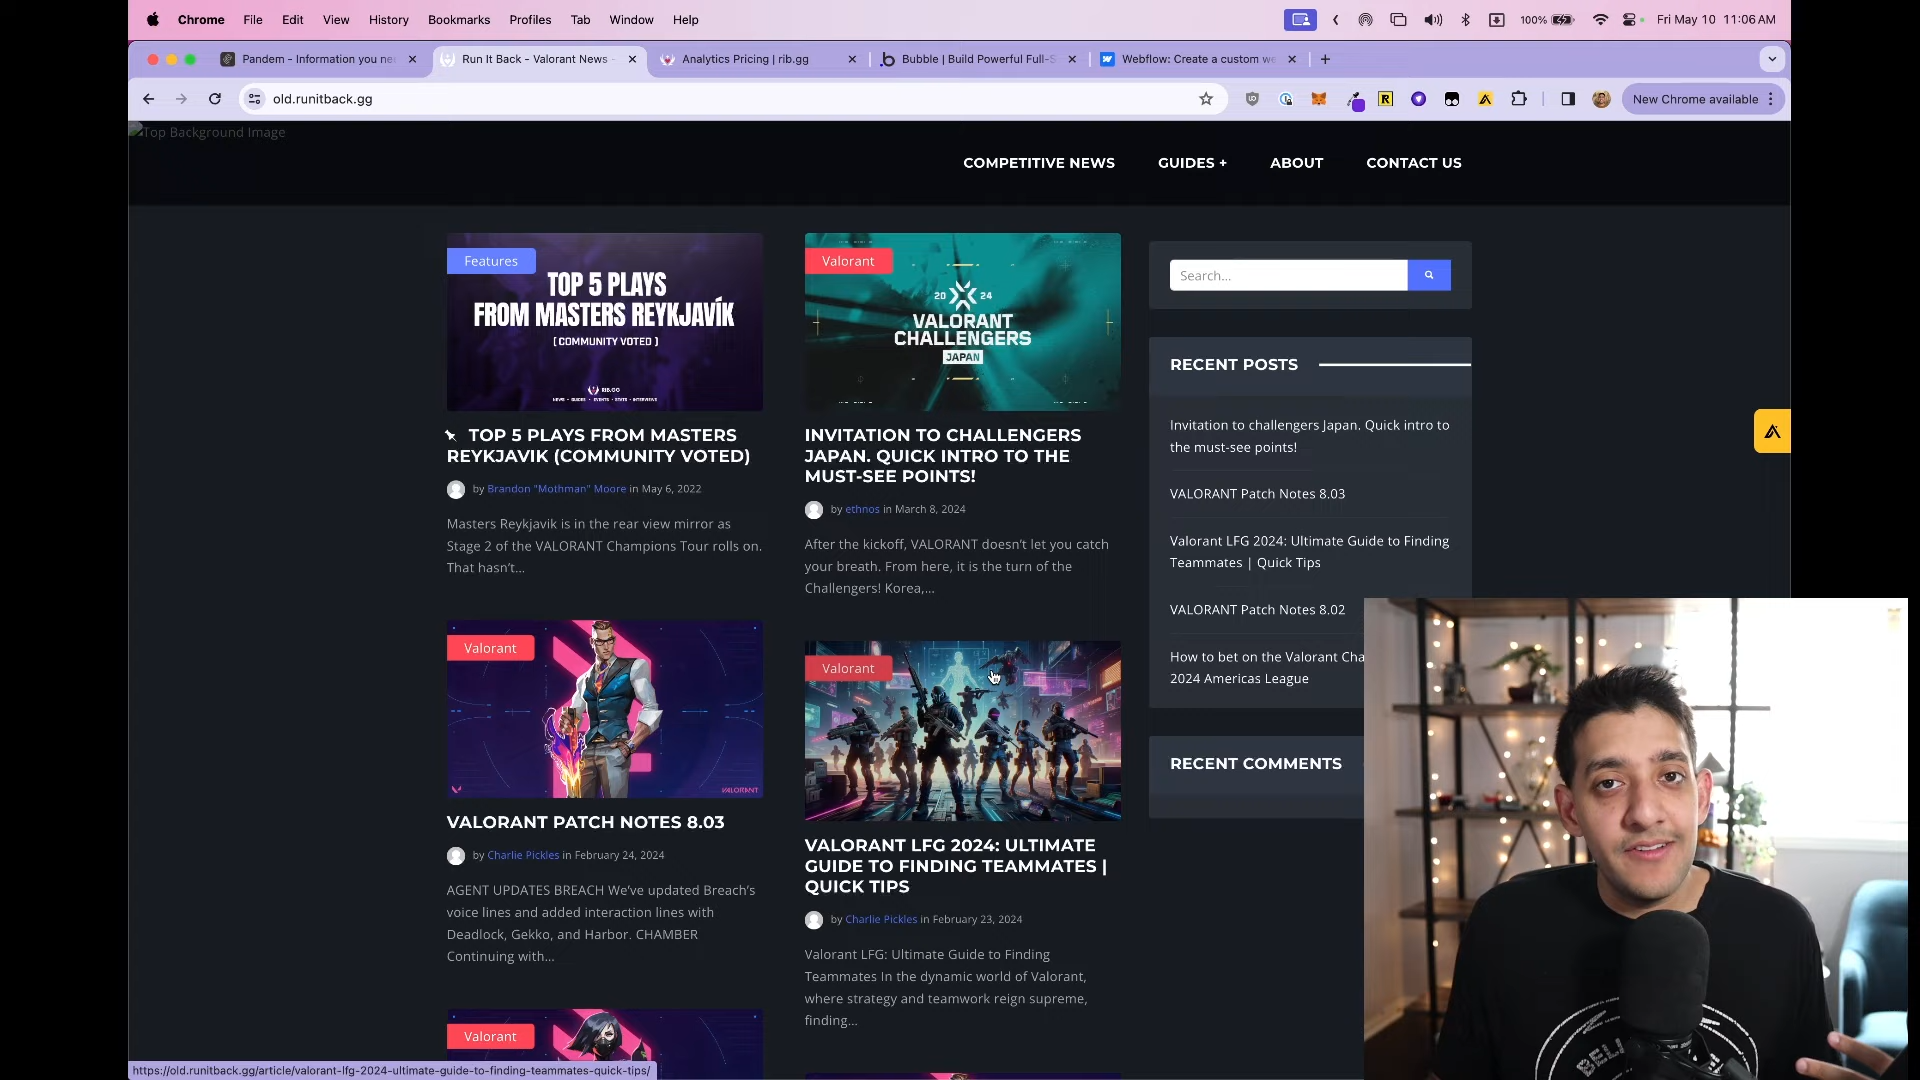 Chrome File Edit View History Bookmarks Profiles Tab Window Help
100% Fri May 10 11:06 AM
Pandem - Information you ne
Run It Back - Valorant News -
Analytics Pricing | rib.gg
Bubble | Build Powerful Full-S
Webflow: Create a custom we
old.runitback.gg
New Chrome available
Top Background Image
COMPETITIVE NEWS GUIDES + ABOUT CONTACT US
Features
TOP 5 PLAYS
FROM MASTERS REYKJAVÍK
[ COMMUNITY VOTED ]
RIB.GG
NEWS • GUIDES • EVENTS • STATS • INTERVIEWS
TOP 5 PLAYS FROM MASTERS
REYKJAVIK (COMMUNITY VOTED)
by Brandon "Mothman" Moore in May 6, 2022
Masters Reykjavik is in the rear view mirror as
Stage 2 of the VALORANT Champions Tour rolls on.
That hasn't...
Valorant
VALORANT
VALORANT PATCH NOTES 8.03
by Charlie Pickles in February 24, 2024
AGENT UPDATES BREACH We've updated Breach's
voice lines and added interaction lines with
Deadlock, Gekko, and Harbor. CHAMBER
Continuing with...
Valorant
Valorant
20 24
VALORANT
CHALLENGERS
JAPAN
INVITATION TO CHALLENGERS
JAPAN. QUICK INTRO TO THE
MUST-SEE POINTS!
by ethnos in March 8, 2024
After the kickoff, VALORANT doesn't let you catch
your breath. From here, it is the turn of the
Challengers! Korea,...
Valorant
VALORANT LFG 2024: ULTIMATE
GUIDE TO FINDING TEAMMATES |
QUICK TIPS
by Charlie Pickles in February 23, 2024
Valorant LFG: Ultimate Guide to Finding
Teammates In the dynamic world of Valorant,
where strategy and teamwork reign supreme,
finding...
Search...
RECENT POSTS
Invitation to challengers Japan. Quick intro to
the must-see points!
VALORANT Patch Notes 8.03
Valorant LFG 2024: Ultimate Guide to Finding
Teammates | Quick Tips
VALORANT Patch Notes 8.02
How to bet on the Valorant Cha
2024 Americas League
RECENT COMMENTS
BELI
https://old.runitback.gg/article/valorant-lfg-2024-ultimate-guide-to-finding-teammates-quick-tips/